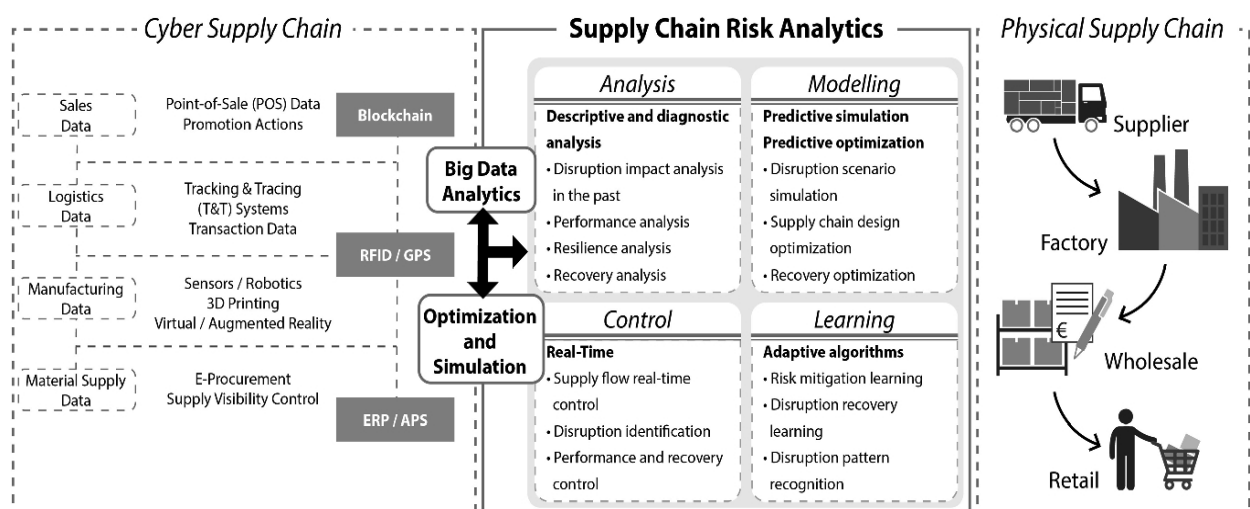 Cyber Supply Chain
Sales
Data
Point-of-Sale (POS) Data
Promotion Actions
Blockchain
Logistics
Data
Tracking & Tracing
(T&T) Systems
Transaction Data
RFID / GPS
Manufacturing
Data
Sensors / Robotics
3D Printing
Virtual / Augmented Reality
Material Supply
Data
E-Procurement
Supply Visibility Control
ERP / APS
Big Data
Analytics
Optimization
and
Simulation
Supply Chain Risk Analytics
Analysis
Descriptive and diagnostic
analysis
• Disruption impact analysis
in the past
• Performance analysis
• Resilience analysis
• Recovery analysis
Modelling
Predictive simulation
Predictive optimization
• Disruption scenario
simulation
• Supply chain design
optimization
• Recovery optimization
Control
Real-Time
• Supply flow real-time
control
• Disruption identification
• Performance and recovery
control
Learning
Adaptive algorithms
• Risk mitigation learning
• Disruption recovery
learning
• Disruption pattern
recognition
Physical Supply Chain
Supplier
Factory
€
Wholesale
Retail